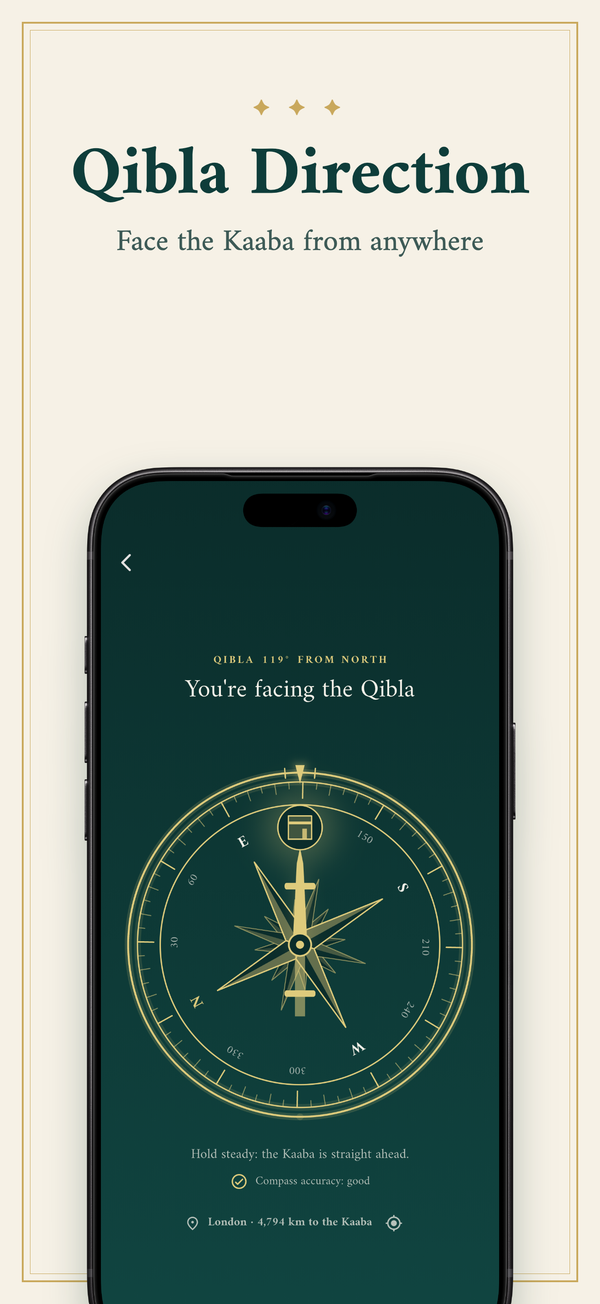 Qibla Direction
Face the Kaaba from anywhere
QIBLA 119° FROM NORTH
You're facing the Qibla
E
150
60
S
30
210
N
240
330
W
300
Hold steady: the Kaaba is straight ahead.
Compass accuracy: good
London · 4,794 km to the Kaaba